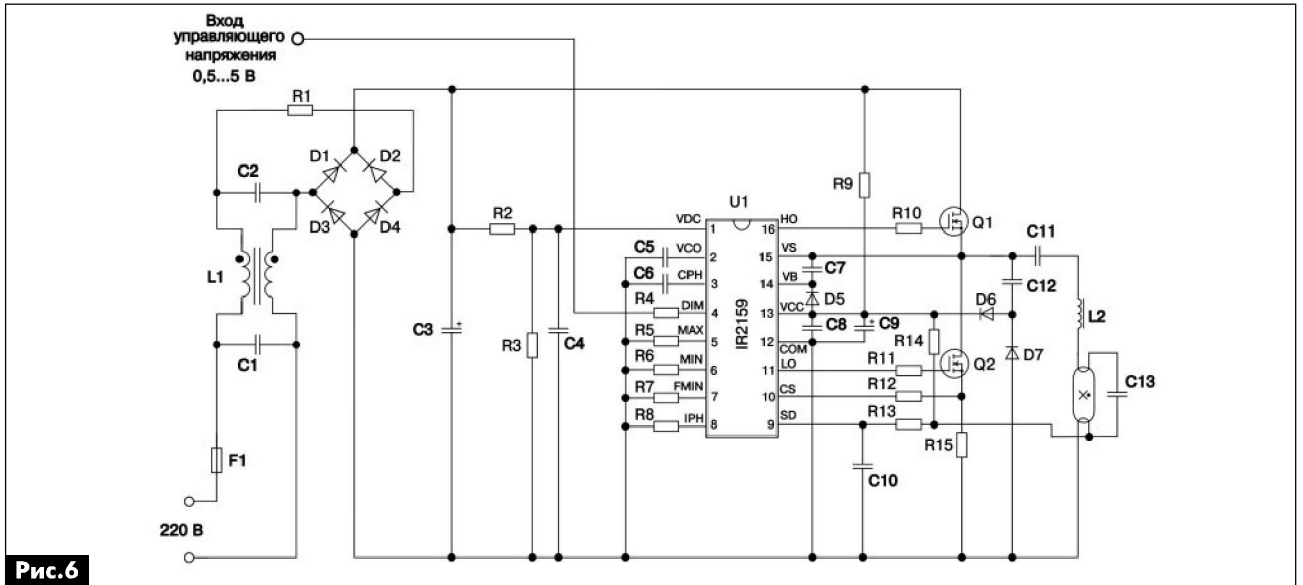 Вход
управляющего
напряжения
0,5...5 В
R1
D1
D2
C2
D3
D4
L1
C1
F1
220 В
C3
+
R2
R3
C4
C5
C6
R4
R5
R6
R7
R8
VDC
VCO
CPH
DIM
MAX
MIN
FMIN
IPH
U1
IR2159
1
2
3
4
5
6
7
8
16
15
14
13
12
11
10
9
HO
VS
VB
VCC
COM
LO
CS
SD
R9
R10
Q1
C7
D5
C8
+
C9
R14
D6
C11
C12
L2
R11
Q2
D7
R12
R13
C13
R15
C10
Рис.6